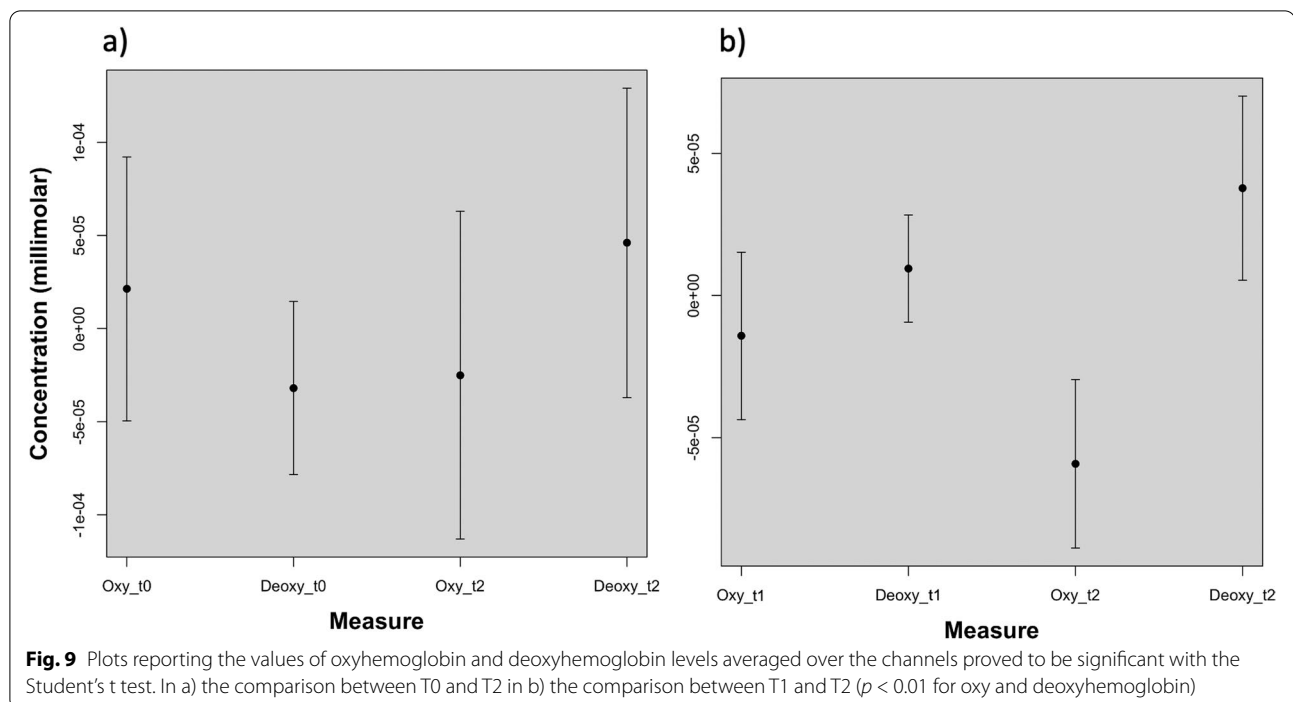 a)
Concentration (millimolar)
1e-04
5e-05
0e+00
-5e-05
-1e-04
Oxy_t0 Deoxy_t0 Oxy_t2 Deoxy_t2
Measure
b)
5e-05
0e+00
-5e-05
Oxy_t1 Deoxy_t1 Oxy_t2 Deoxy_t2
Measure
Fig. 9 Plots reporting the values of oxyhemoglobin and deoxyhemoglobin levels averaged over the channels proved to be significant with the
Student’s t test. In a) the comparison between T0 and T2 in b) the comparison between T1 and T2 (p < 0.01 for oxy and deoxyhemoglobin)